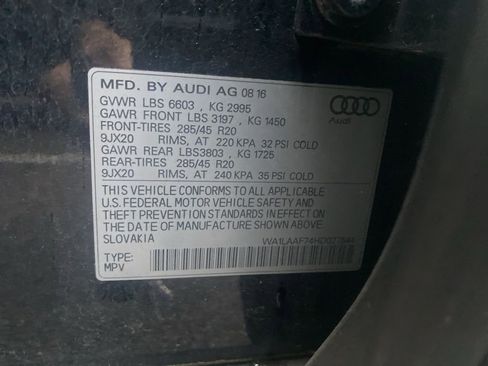 MFD. BY AUDI AG 08 16
GVWR LBS 6603 , KG 2995
GAWR FRONT LBS 3197 , KG 1450
FRONT-TIRES 285/45 R20
9JX20 RIMS, AT 220 KPA 32 PSI COLD
GAWR REAR LBS3803 , KG 1725
REAR-TIRES 285/45 R20
9JX20 RIMS, AT 240 KPA 35 PSI COLD
THIS VEHICLE CONFORMS TO ALL APPLICABLE
U.S. FEDERAL MOTOR VEHICLE SAFETY AND
THEFT PREVENTION STANDARDS IN EFFECT ON
THE DATE OF MANUFACTURE SHOWN ABOVE.
SLOVAKIA
TYPE:
MPV
Audi